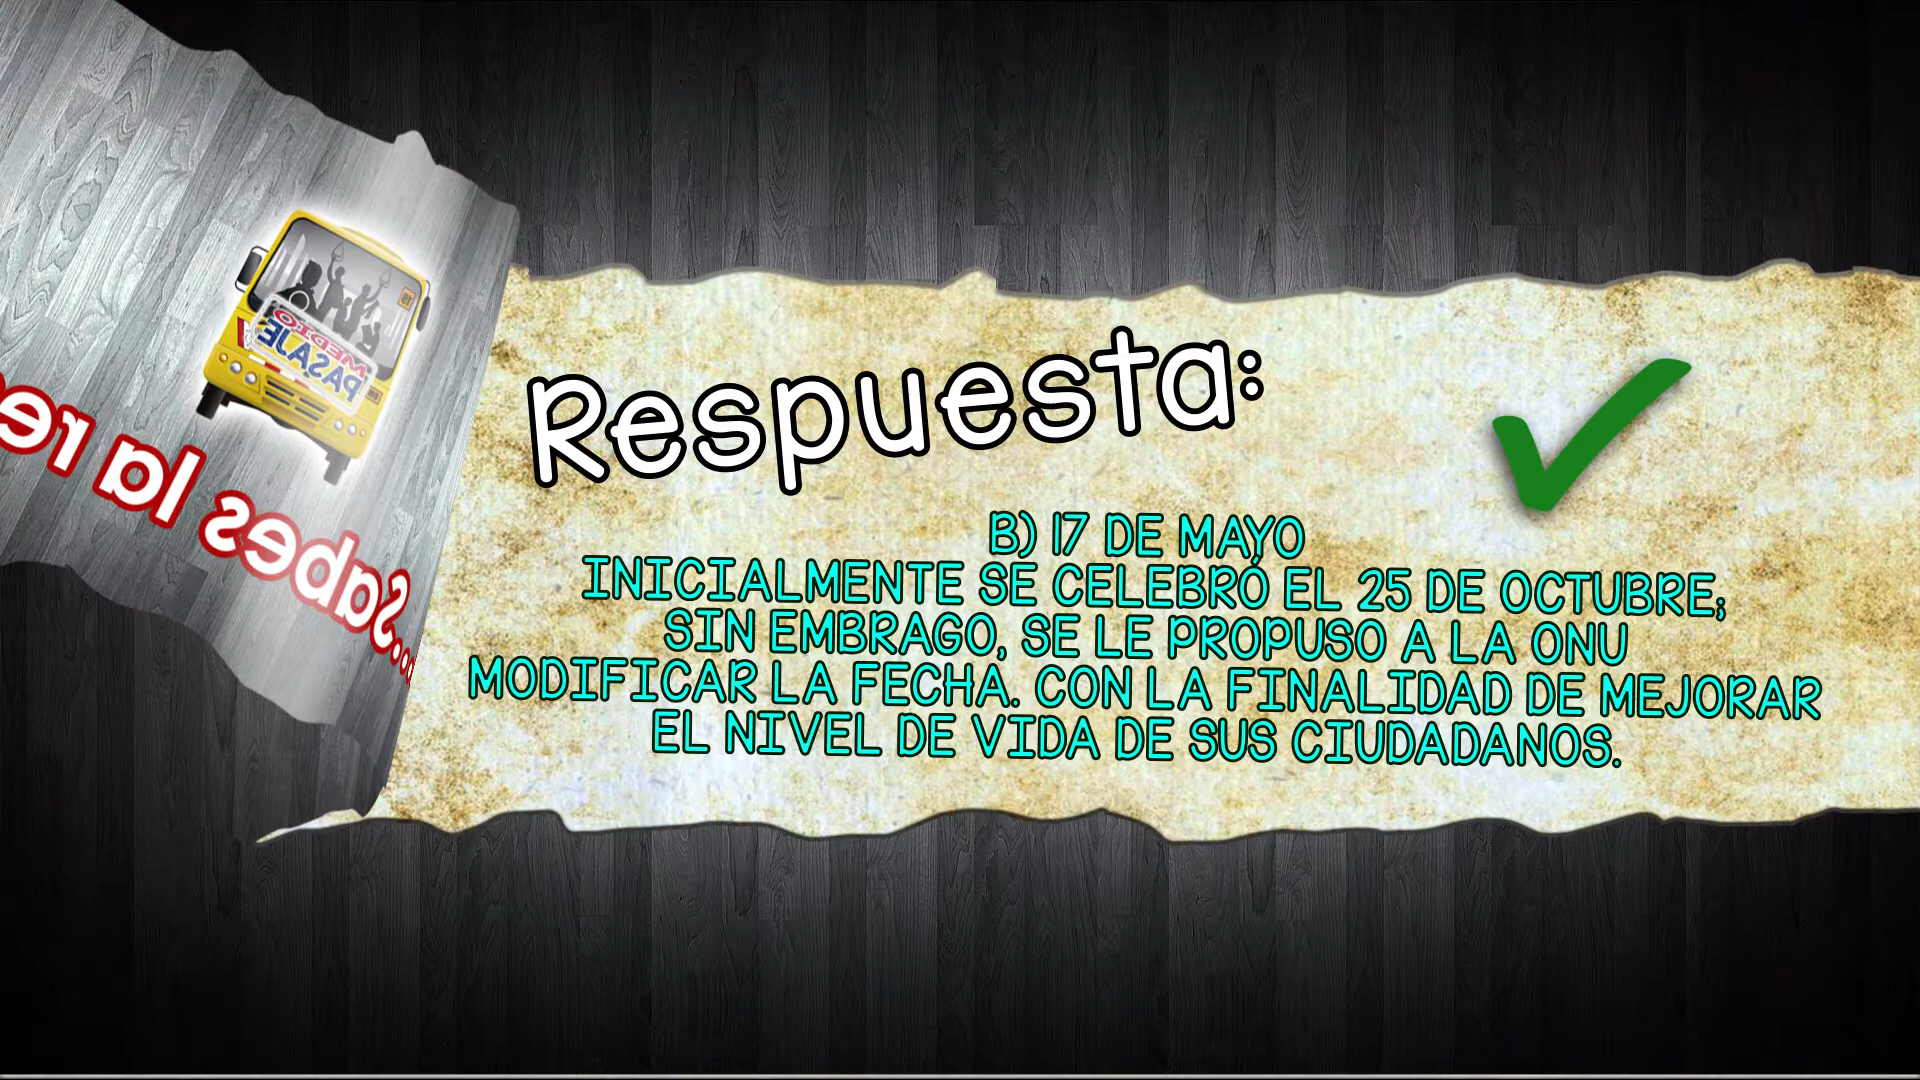 Respuesta:
B) 17 DE MAYO
INICIALMENTE SE CELEBRÓ EL 25 DE OCTUBRE;
SIN EMBRAGO, SE LE PROPUSO A LA ONU
MODIFICAR LA FECHA. CON LA FINALIDAD DE MEJORAR
EL NIVEL DE VIDA DE SUS CIUDADANOS.
MEDIO
PASAJE
Sabes la